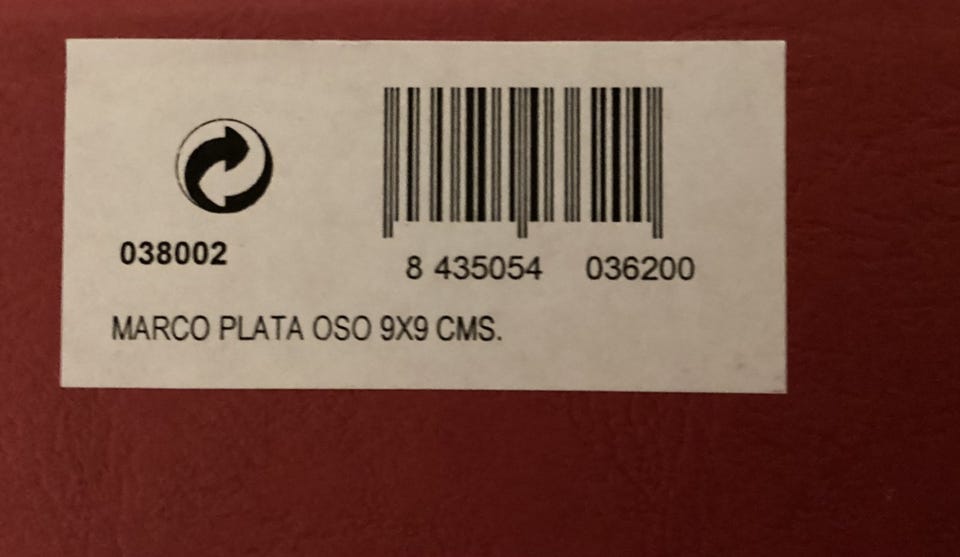 038002
8 435054 036200
MARCO PLATA OSO 9X9 CMS.